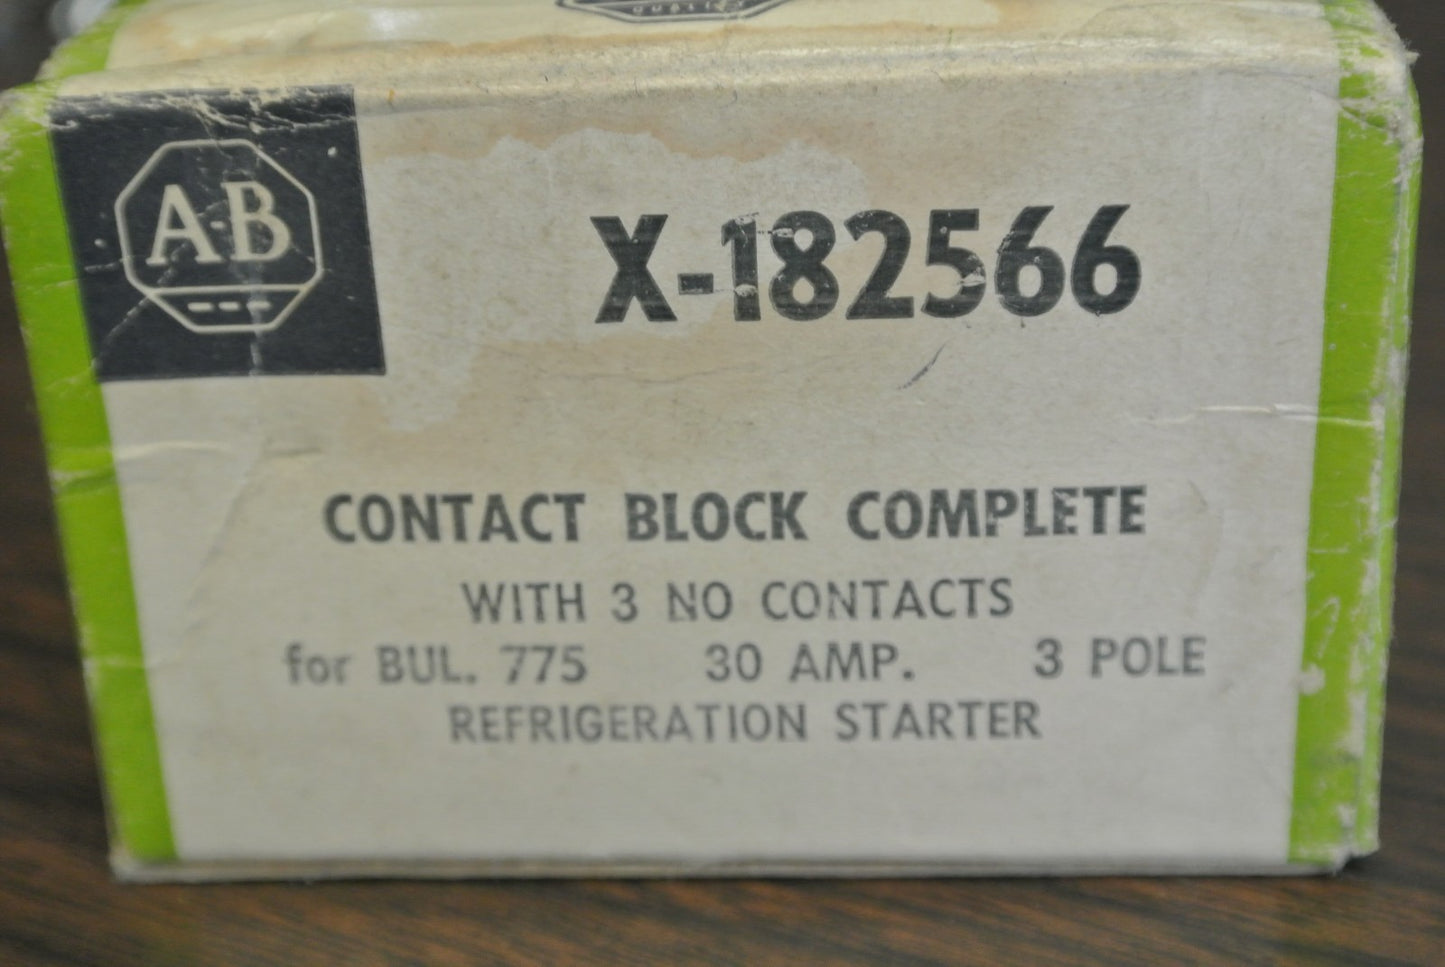 A-B
X-182566
CONTACT BLOCK COMPLETE
WITH 3 NO CONTACTS
for BUL. 775 30 AMP. 3 POLE
REFRIGERATION STARTER